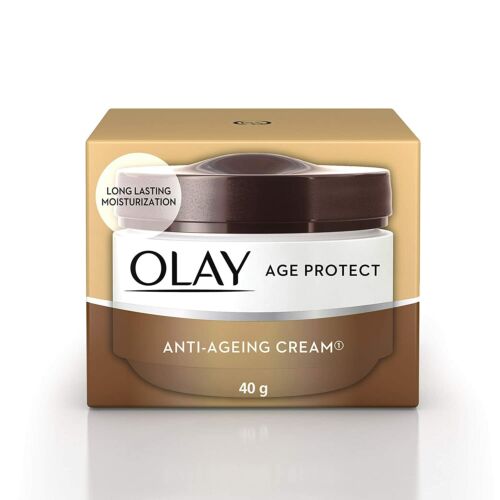 LONG LASTING
MOISTURIZATION
OLAY AGE PROTECT
ANTI-AGEING CREAM①
40 g